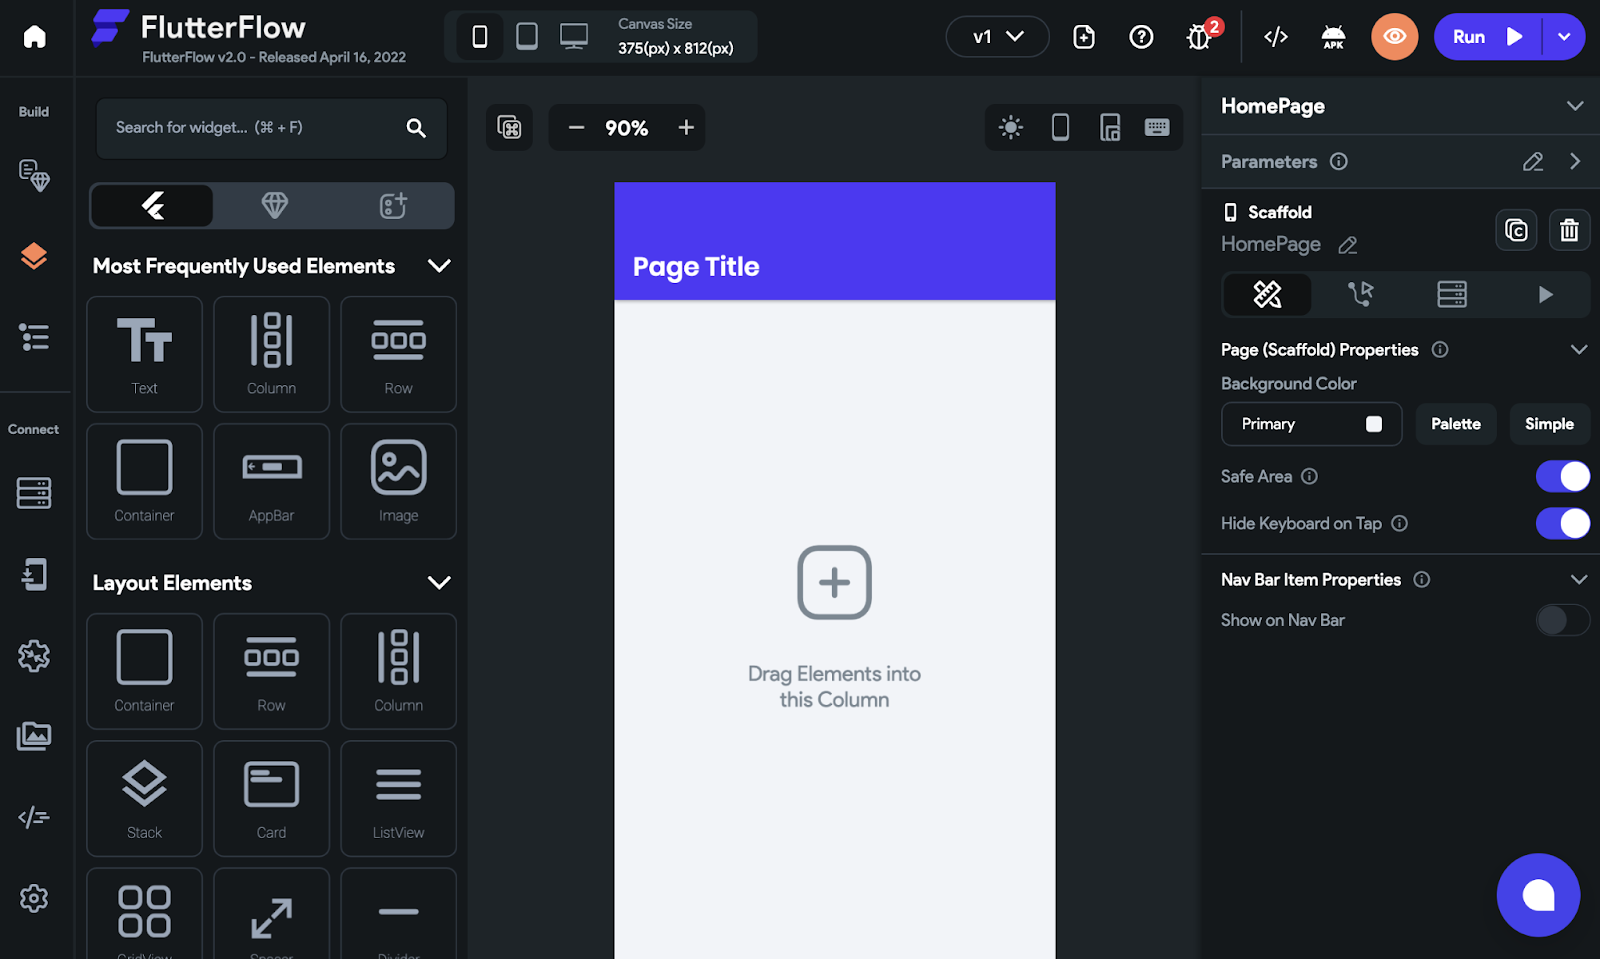 FlutterFlow
FlutterFlow v2.0 - Released April 16, 2022
Canvas Size
375(px) x 812(px)
v1
2
APK
Run
Build
Search for widget... (⌘ + F)
Most Frequently Used Elements
Text
Column
Row
Container
AppBar
Image
Layout Elements
Container
Row
Column
Stack
Card
ListView
GridView
Spacer
Divider
Connect
90%
Page Title
Drag Elements into
this Column
HomePage
Parameters
Scaffold
HomePage
Page (Scaffold) Properties
Background Color
Primary
Palette
Simple
Safe Area
Hide Keyboard on Tap
Nav Bar Item Properties
Show on Nav Bar